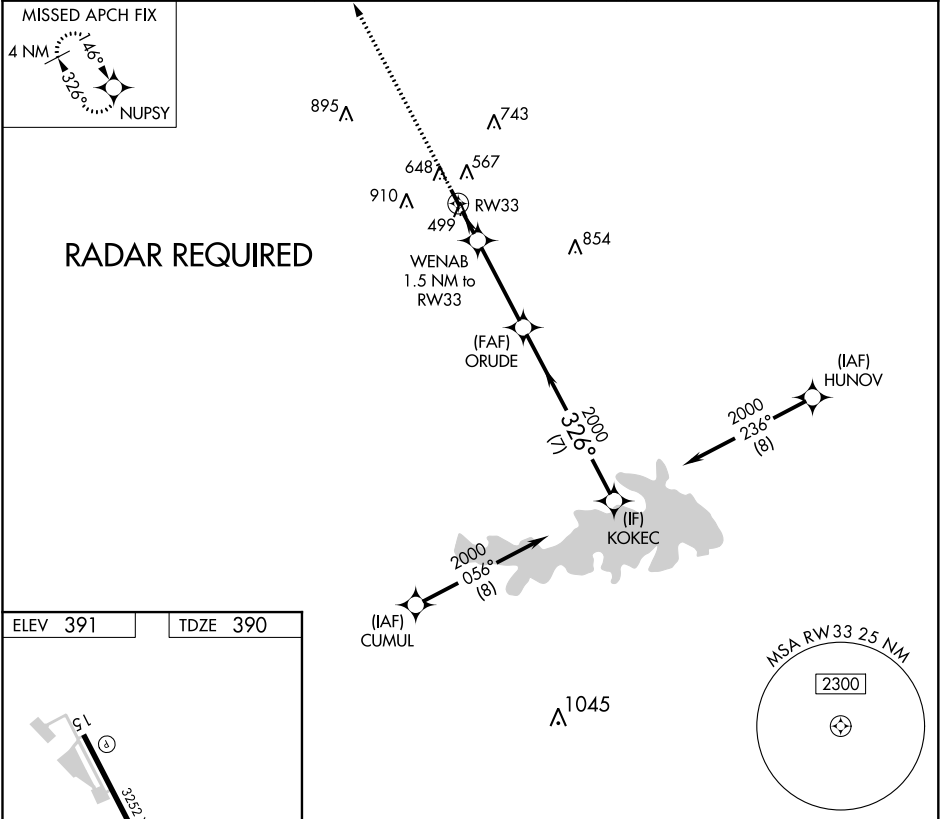 MISSED APCH FIX
4 NM
146°
326°
NUPSY
895
743
648
567
910
RW33
499
854
RADAR REQUIRED
WENAB
1.5 NM to
RW33
(FAF)
ORUDE
(IAF)
HUNOV
2000
236°
(8)
2000
326°
(7)
(IF)
KOKEC
2000
056°
(8)
(IAF)
CUMUL
ELEV 391
TDZE 390
MSA RW33 25 NM
2300
1045
15
P
3252